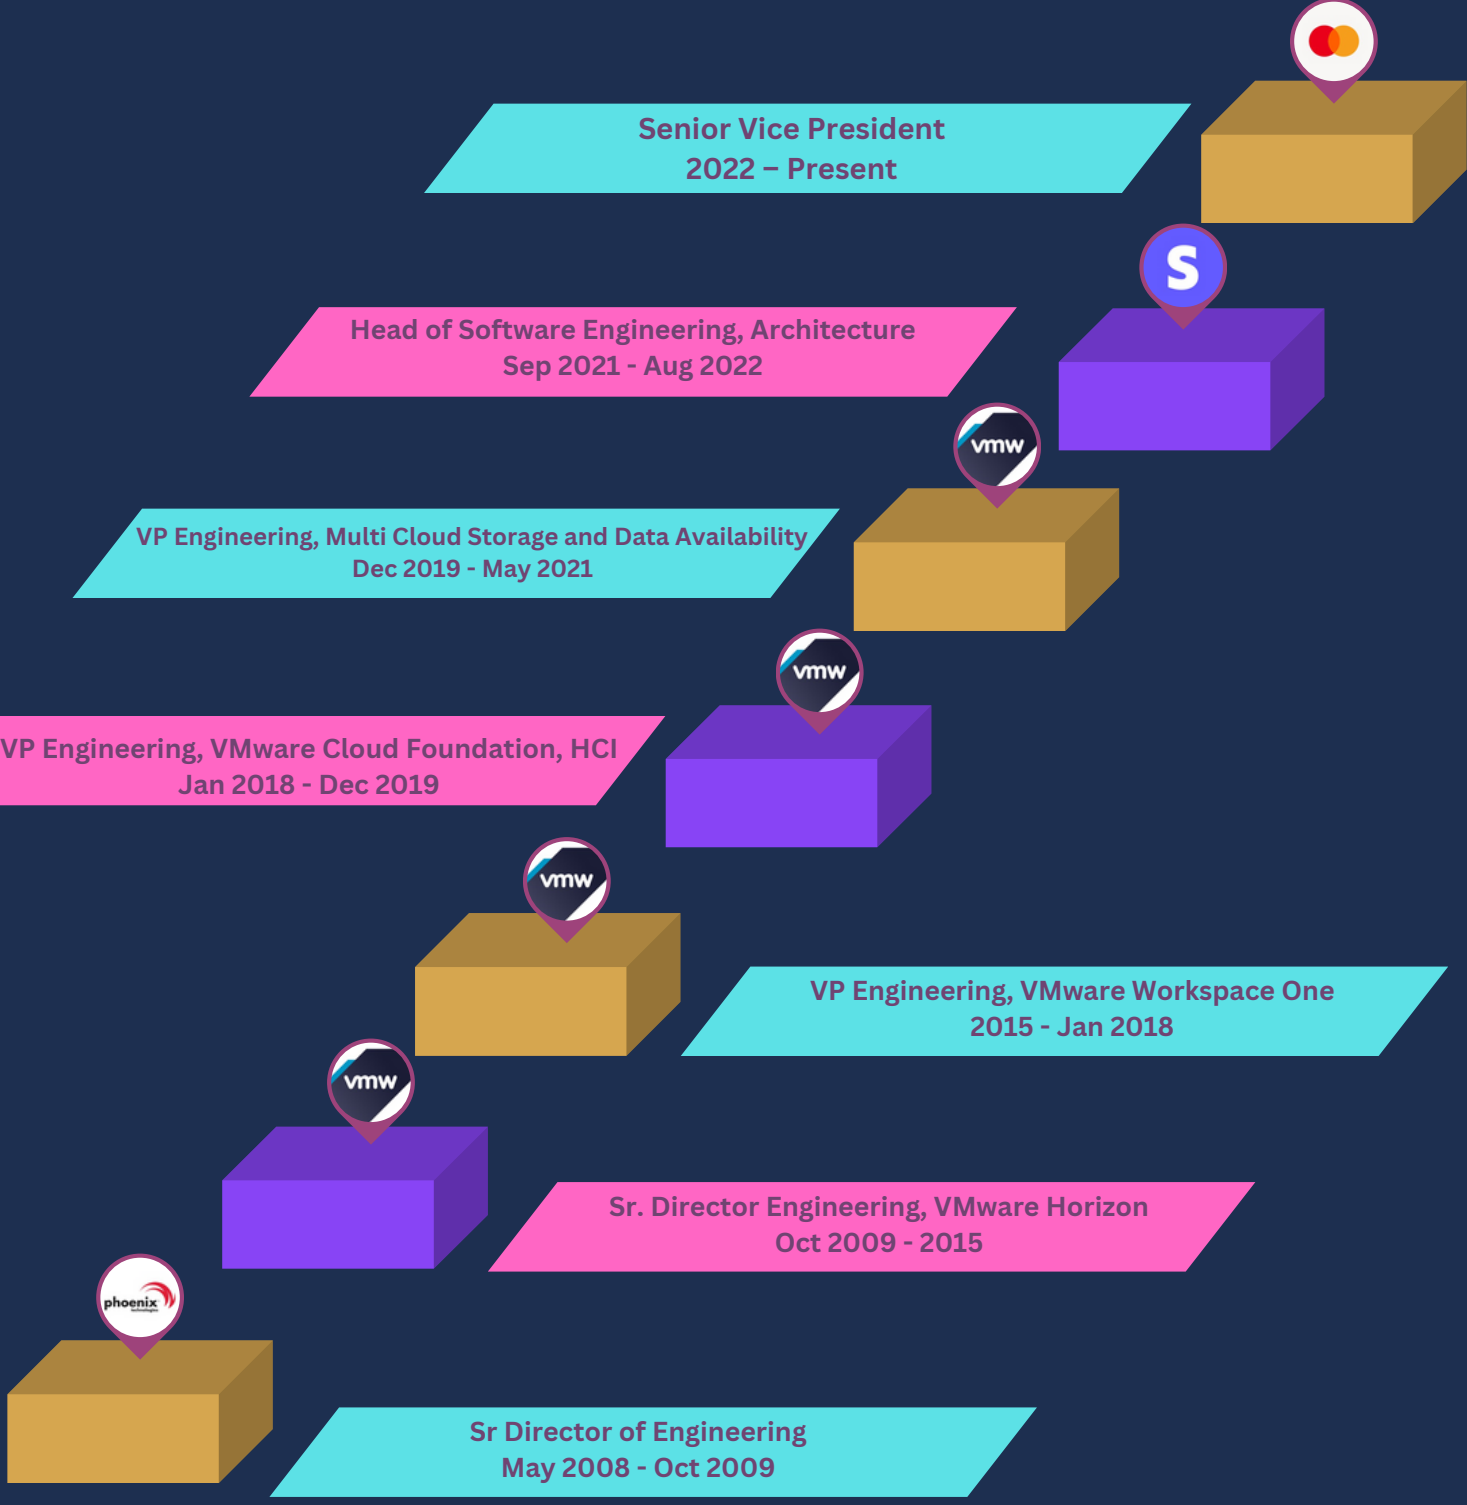 Senior Vice President
2022 – Present
S
Head of Software Engineering, Architecture
Sep 2021 - Aug 2022
vmw
VP Engineering, Multi Cloud Storage and Data Availability
Dec 2019 - May 2021
vmw
VP Engineering, VMware Cloud Foundation, HCI
Jan 2018 - Dec 2019
vmw
VP Engineering, VMware Workspace One
2015 - Jan 2018
vmw
Sr. Director Engineering, VMware Horizon
Oct 2009 - 2015
phoenix
technologies
Sr Director of Engineering
May 2008 - Oct 2009